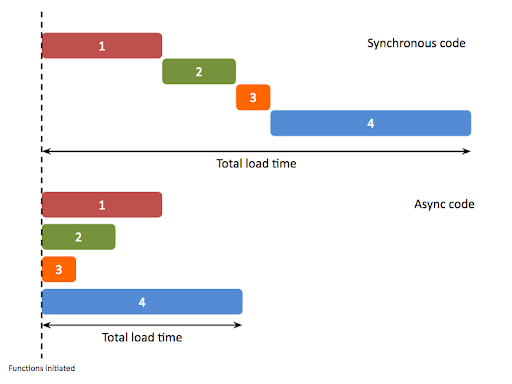 1
Synchronous code
2
3
4
Total load time
1
Async code
2
3
4
Total load time
Functions initiated